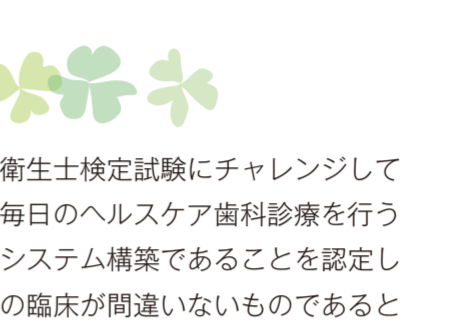 衛生士検定試験にチャレンジして
毎日のヘルスケア歯科診療を行う
システム構築であることを認定し
の臨床が間違いないものであると